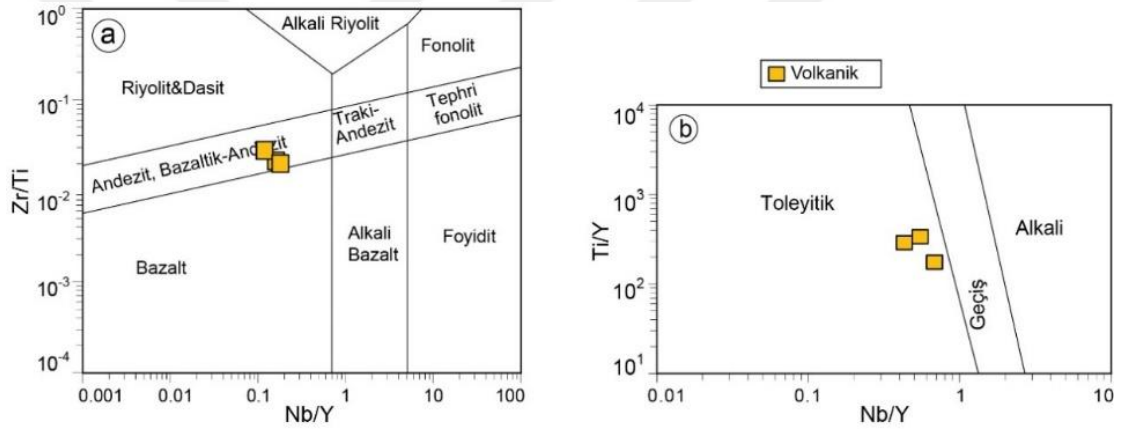 a
Alkali Riyolit
Fonolit
Riyolit&Dasit
Traki-
Andezit
Tephri
fonolit
Andezit, Bazaltik-Andezit
Alkali
Bazalt
Foyidit
Bazalt
Zr/Ti
10^0
10^-1
10^-2
10^-3
10^-4
0.001 0.01 0.1 1 10 100
Nb/Y
Volkanik
b
Toleyitik
Geçiş
Alkali
Ti/Y
10^4
10^3
10^2
10^1
0.01 0.1 1 10
Nb/Y